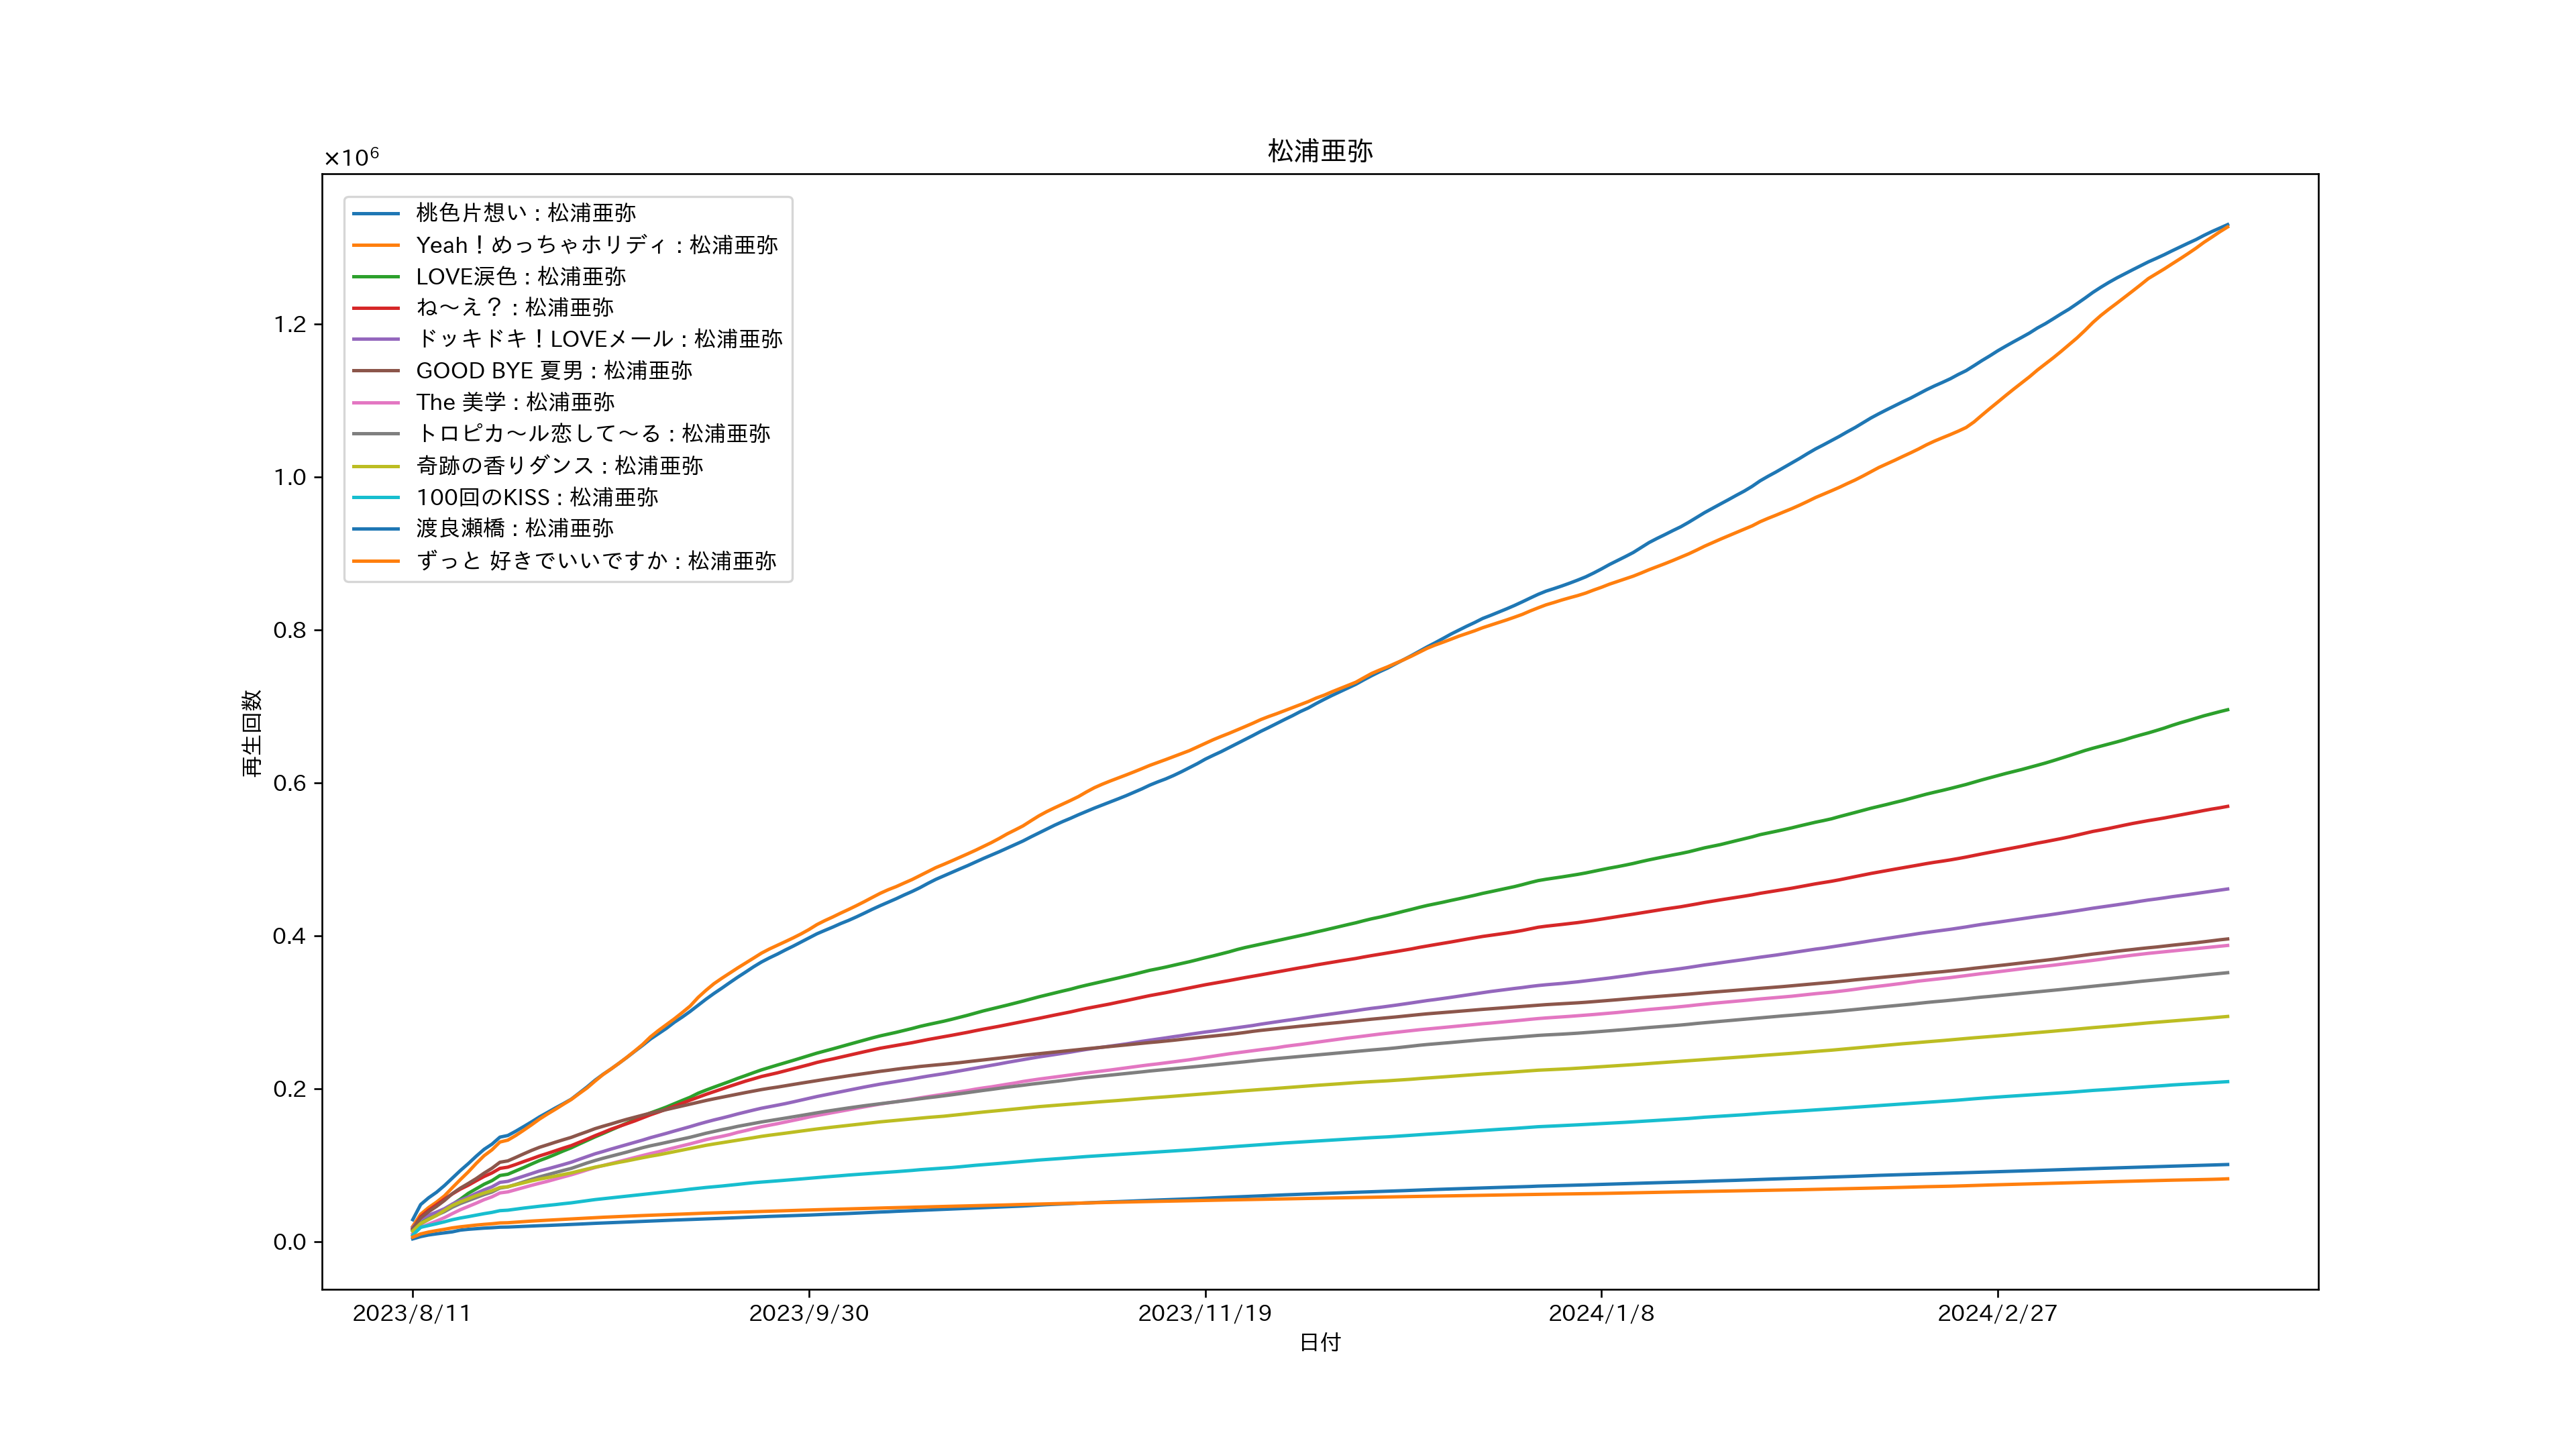 松浦亜弥
×10⁶
桃色片想い : 松浦亜弥
Yeah！めっちゃホリディ : 松浦亜弥
LOVE涙色 : 松浦亜弥
ね〜え？ : 松浦亜弥
ドッキドキ！LOVEメール : 松浦亜弥
GOOD BYE 夏男 : 松浦亜弥
The 美学 : 松浦亜弥
トロピカ〜ル恋して〜る : 松浦亜弥
奇跡の香りダンス : 松浦亜弥
100回のKISS : 松浦亜弥
渡良瀬橋 : 松浦亜弥
ずっと 好きでいいですか : 松浦亜弥
1.2
1.0
0.8
0.6
0.4
0.2
0.0
再生回数
2023/8/11
2023/9/30
2023/11/19
2024/1/8
2024/2/27
日付